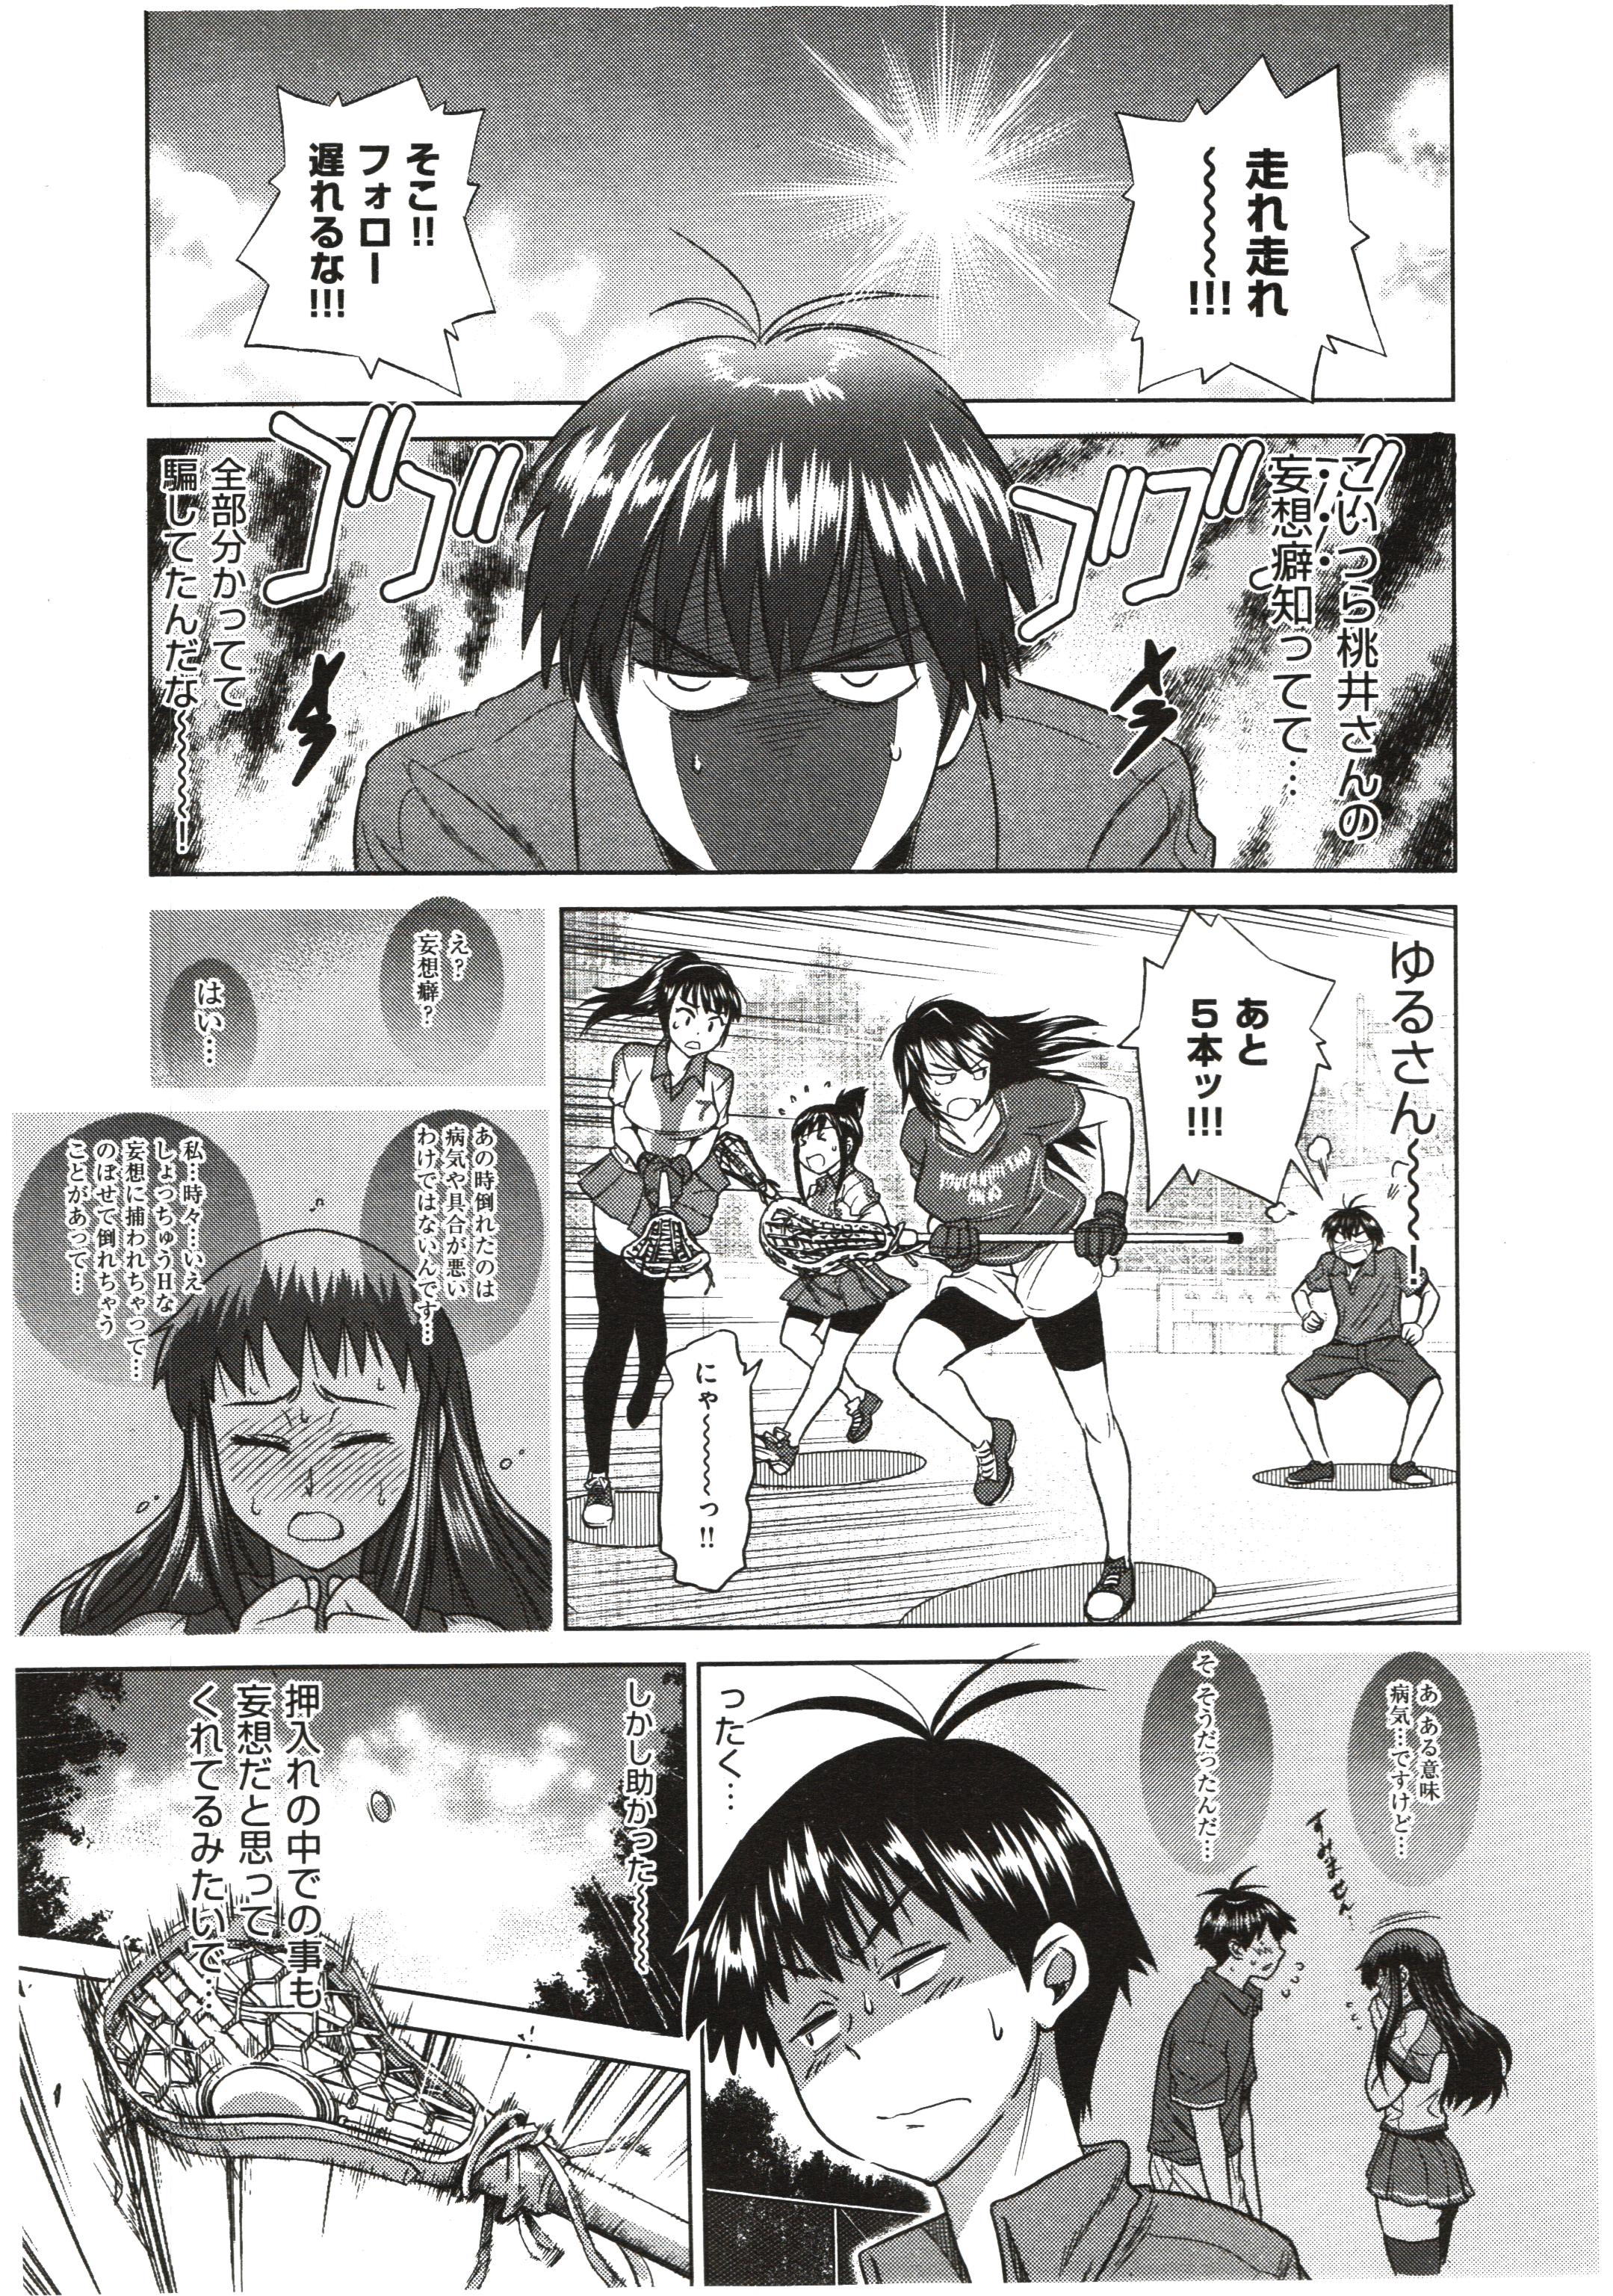 走れ走れ
～～～～!!!
そこ!!
フォロー
遅れるな!!!
こいつら桃井さんの
妄想癖知ってて…
ゴゴゴ
ゴゴゴ
全部分かってて
騙してたんだな～～～～!
ゆるさん～～～～!
あと
5本ッ!!!
にゃ～～～～っ!!
え?
妄想癖?
はい…
あの時倒れたのは
病気や具合が悪い
わけではないんです…
私…時々…いえ
しょっちゅうHな
妄想に捕われちゃって…
のぼせて倒れちゃう
ことがあって…
あ ある意味
病気…ですけど…
すみません…
そ そうだったんだ…
ったく…
しかし助かった～～～～
押入れの中での事も
妄想だと思って
くれてるみたいで…